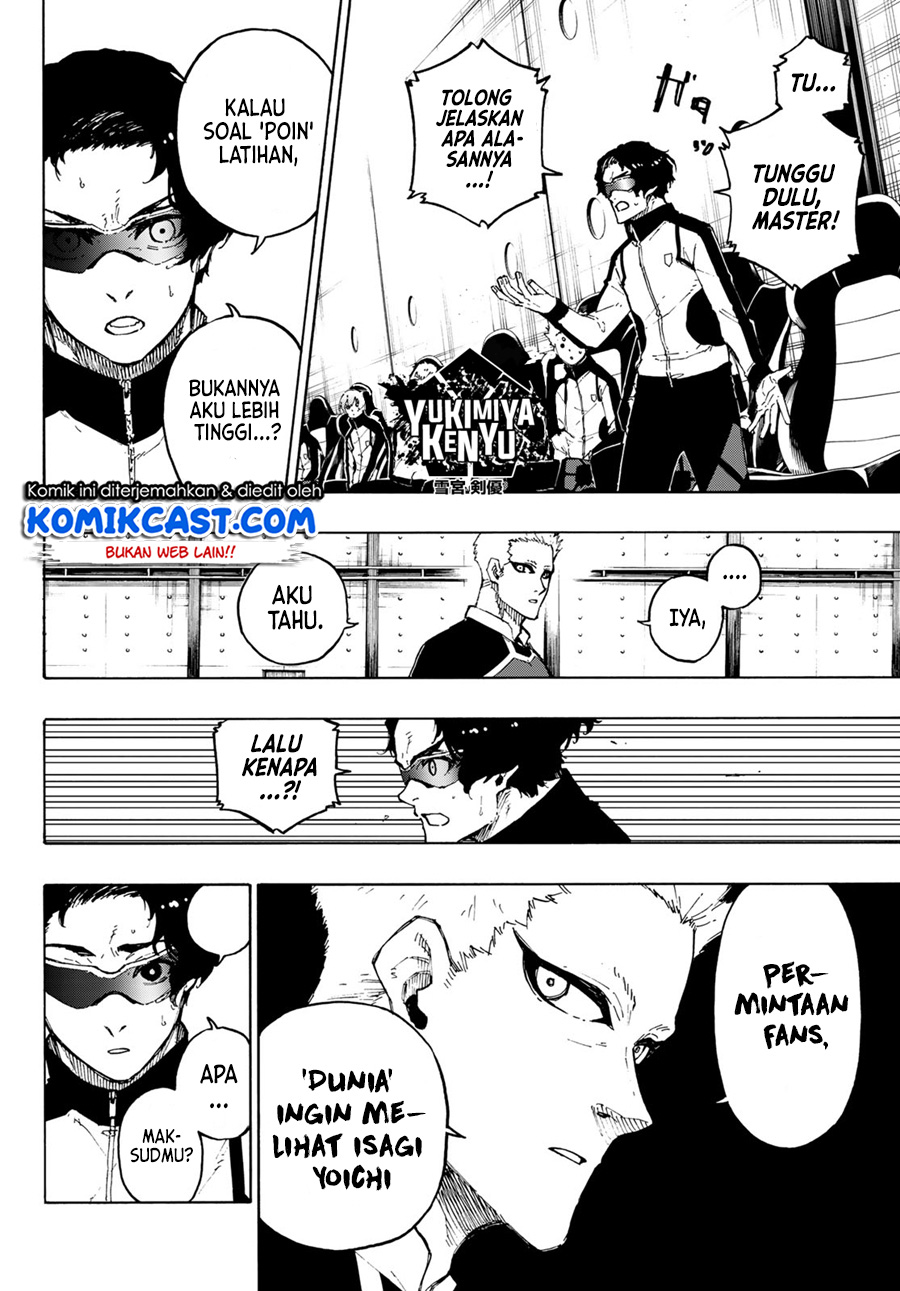 TU...
TUNGGU
DULU,
MASTER!
TOLONG
JELASKAN
APA ALA-
SANNYA
...!
YUKIMIYA
KENYU
雪宮 剣優
KALAU
SOAL 'POIN'
LATIHAN,
BUKANNYA
AKU LEBIH
TINGGI...?
Komik ini diterjemahkan & diedit oleh
KOMIKCAST.COM
BUKAN WEB LAIN!!
....
IYA,
AKU
TAHU.
LALU
KENAPA
...?!
PER-
MINTAAN
FANS,
'DUNIA'
INGIN ME-
LIHAT ISAGI
YOICHI
APA
...
MAK-
SUDMU?